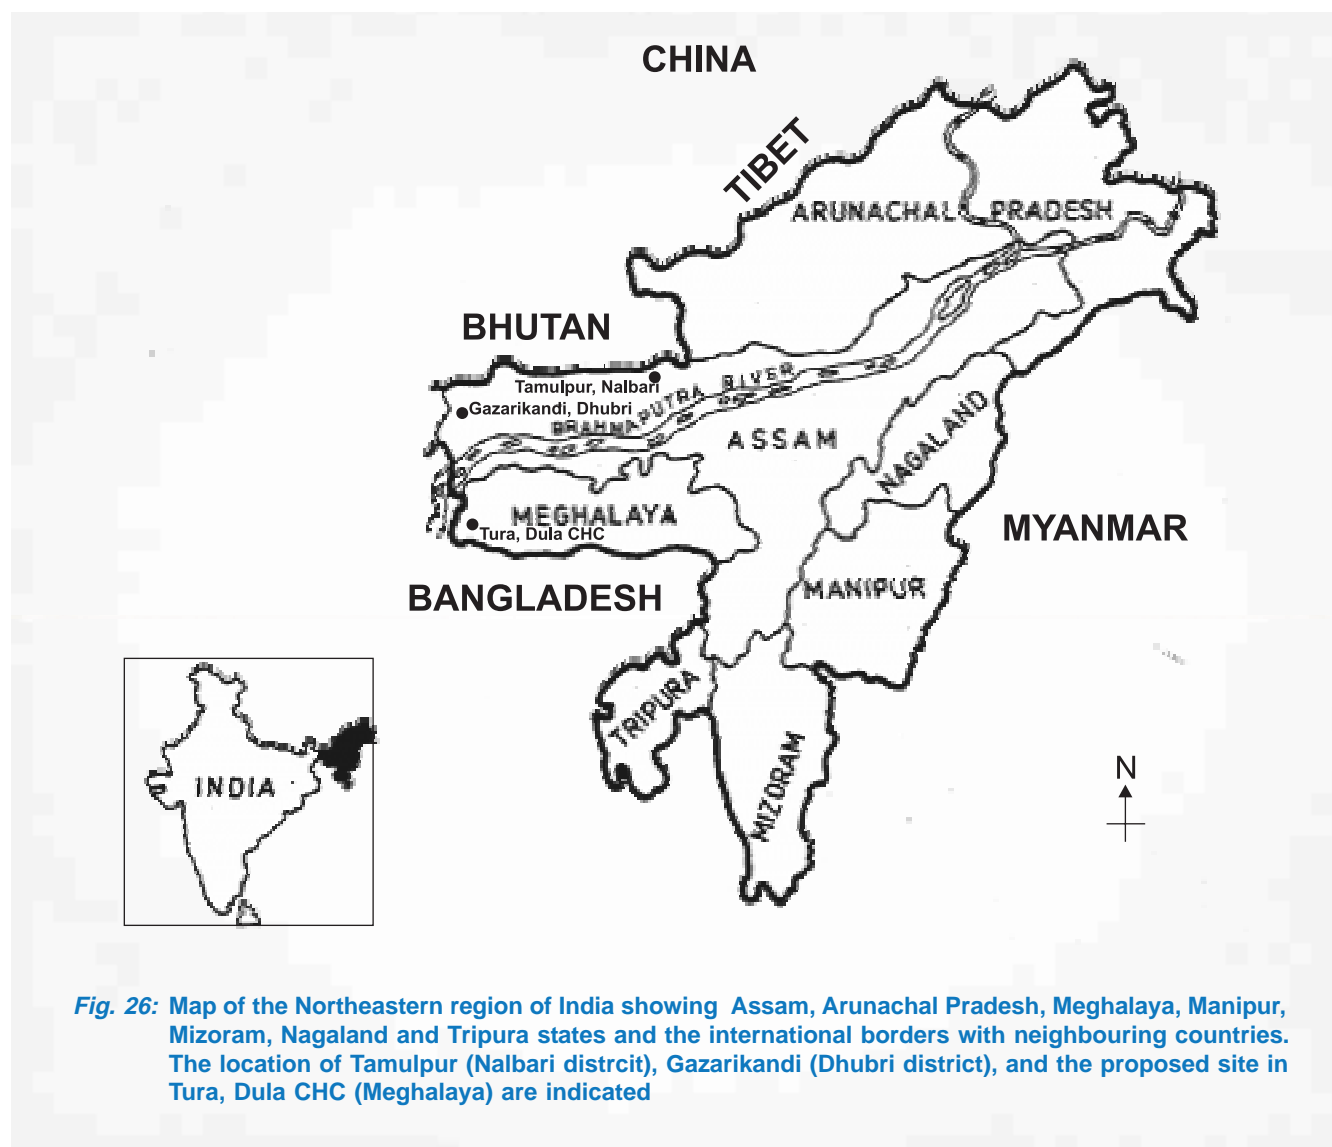 CHINA
TIBET
ARUNACHAL PRADESH
BHUTAN
Tamulpur, Nalbari
Gazarikandi, Dhubri
BRAHMAPUTRA RIVER
ASSAM
NAGALAND
MEGHALAYA
Tura, Dula CHC
MYANMAR
BANGLADESH
MANIPUR
TRIPURA
MIZORAM
INDIA
N
Fig. 26: Map of the Northeastern region of India showing Assam, Arunachal Pradesh, Meghalaya, Manipur,
Mizoram, Nagaland and Tripura states and the international borders with neighbouring countries.
The location of Tamulpur (Nalbari distrcit), Gazarikandi (Dhubri district), and the proposed site in
Tura, Dula CHC (Meghalaya) are indicated